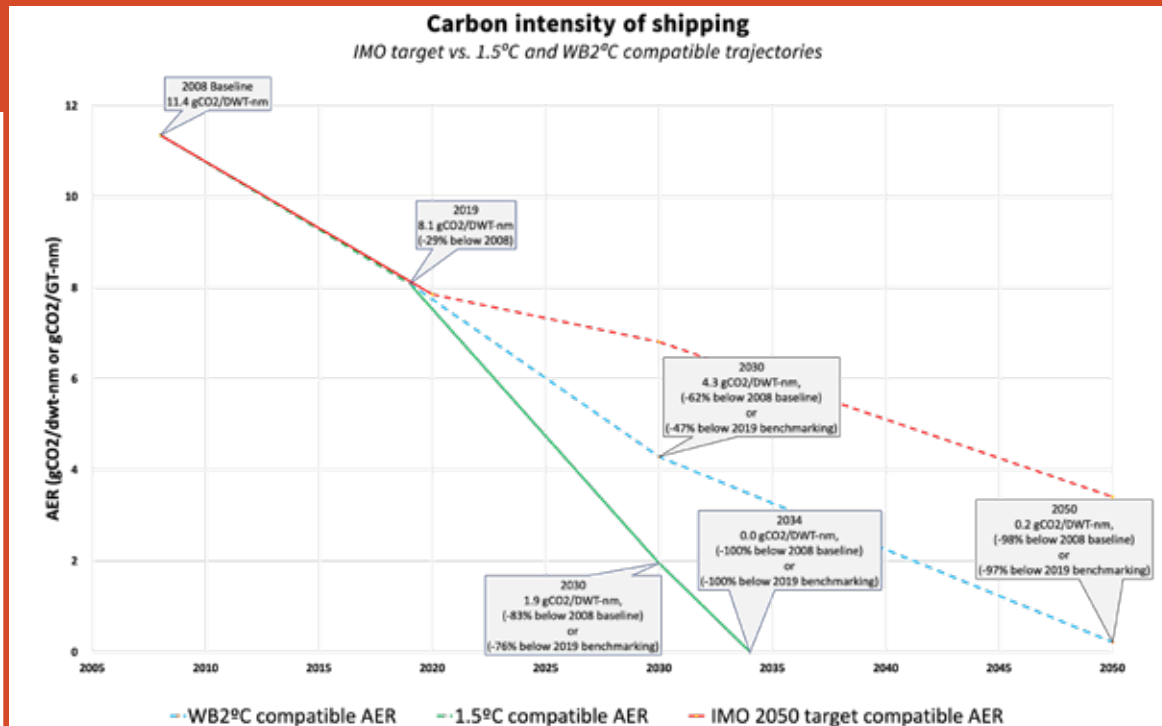 Carbon intensity of shipping
IMO target vs. 1.5ºC and WB2ºC compatible trajectories
2008 Baseline
11.4 gCO2/DWT-nm
12
10
8
6
4
2
0
AER (gCO2/dwt-nm or gCO2/GT-nm)
2019
8.1 gCO2/DWT-nm
(-29% below 2008)
2030
4.3 gCO2/DWT-nm,
(-62% below 2008 baseline)
or
(-47% below 2019 benchmarking)
2034
0.0 gCO2/DWT-nm,
(-100% below 2008 baseline)
or
(-100% below 2019 benchmarking)
2050
0.2 gCO2/DWT-nm,
(-98% below 2008 baseline)
or
(-97% below 2019 benchmarking)
2030
1.9 gCO2/DWT-nm,
(-83% below 2008 baseline)
or
(-76% below 2019 benchmarking)
2005 2010 2015 2020 2025 2030 2035 2040 2045 2050
WB2ºC compatible AER 1.5ºC compatible AER IMO 2050 target compatible AER